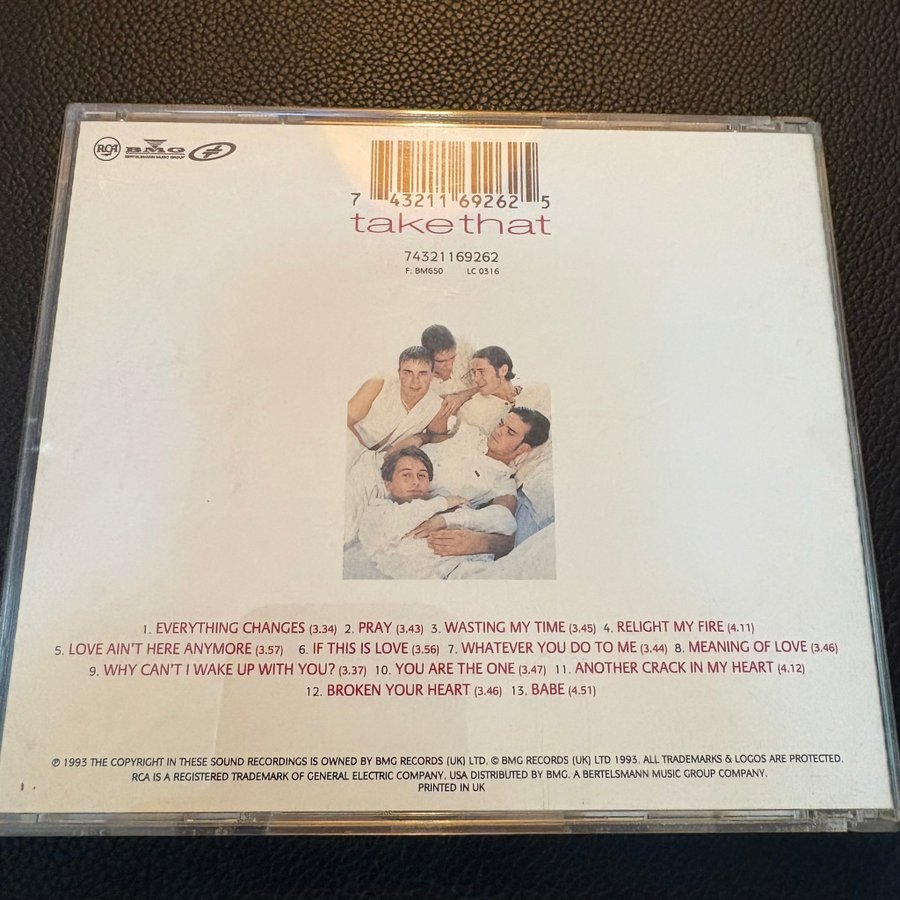 RCA BMG
BERTELSMANN MUSIC GROUP
7 43211 69262 5
take that
74321169262
F: BM650 LC 0316
1. EVERYTHING CHANGES (3.34) 2. PRAY (3.43) 3. WASTING MY TIME (3.45) 4. RELIGHT MY FIRE (4.11)
5. LOVE AIN'T HERE ANYMORE (3.57) 6. IF THIS IS LOVE (3.56) 7. WHATEVER YOU DO TO ME (3.44) 8. MEANING OF LOVE (3.46)
9. WHY CAN'T I WAKE UP WITH YOU? (3.37) 10. YOU ARE THE ONE (3.47) 11. ANOTHER CRACK IN MY HEART (4.12)
12. BROKEN YOUR HEART (3.46) 13. BABE (4.51)
℗ 1993 THE COPYRIGHT IN THESE SOUND RECORDINGS IS OWNED BY BMG RECORDS (UK) LTD. © BMG RECORDS (UK) LTD 1993. ALL TRADEMARKS & LOGOS ARE PROTECTED.
RCA IS A REGISTERED TRADEMARK OF GENERAL ELECTRIC COMPANY. USA DISTRIBUTED BY BMG. A BERTELSMANN MUSIC GROUP COMPANY.
PRINTED IN UK